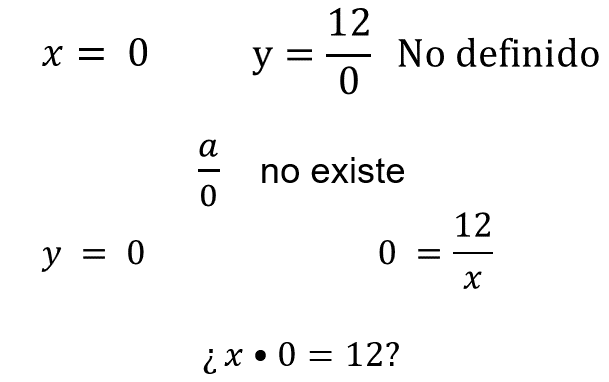 x = 0 y = 12/0 No definido
a/0 no existe
y = 0 0 = 12/x
¿ x • 0 = 12?